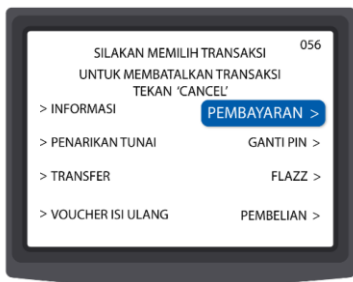 056
SILAKAN MEMILIH TRANSAKSI
UNTUK MEMBATALKAN TRANSAKSI
TEKAN 'CANCEL'
> INFORMASI PEMBAYARAN >
> PENARIKAN TUNAI GANTI PIN >
> TRANSFER FLAZZ >
> VOUCHER ISI ULANG PEMBELIAN >